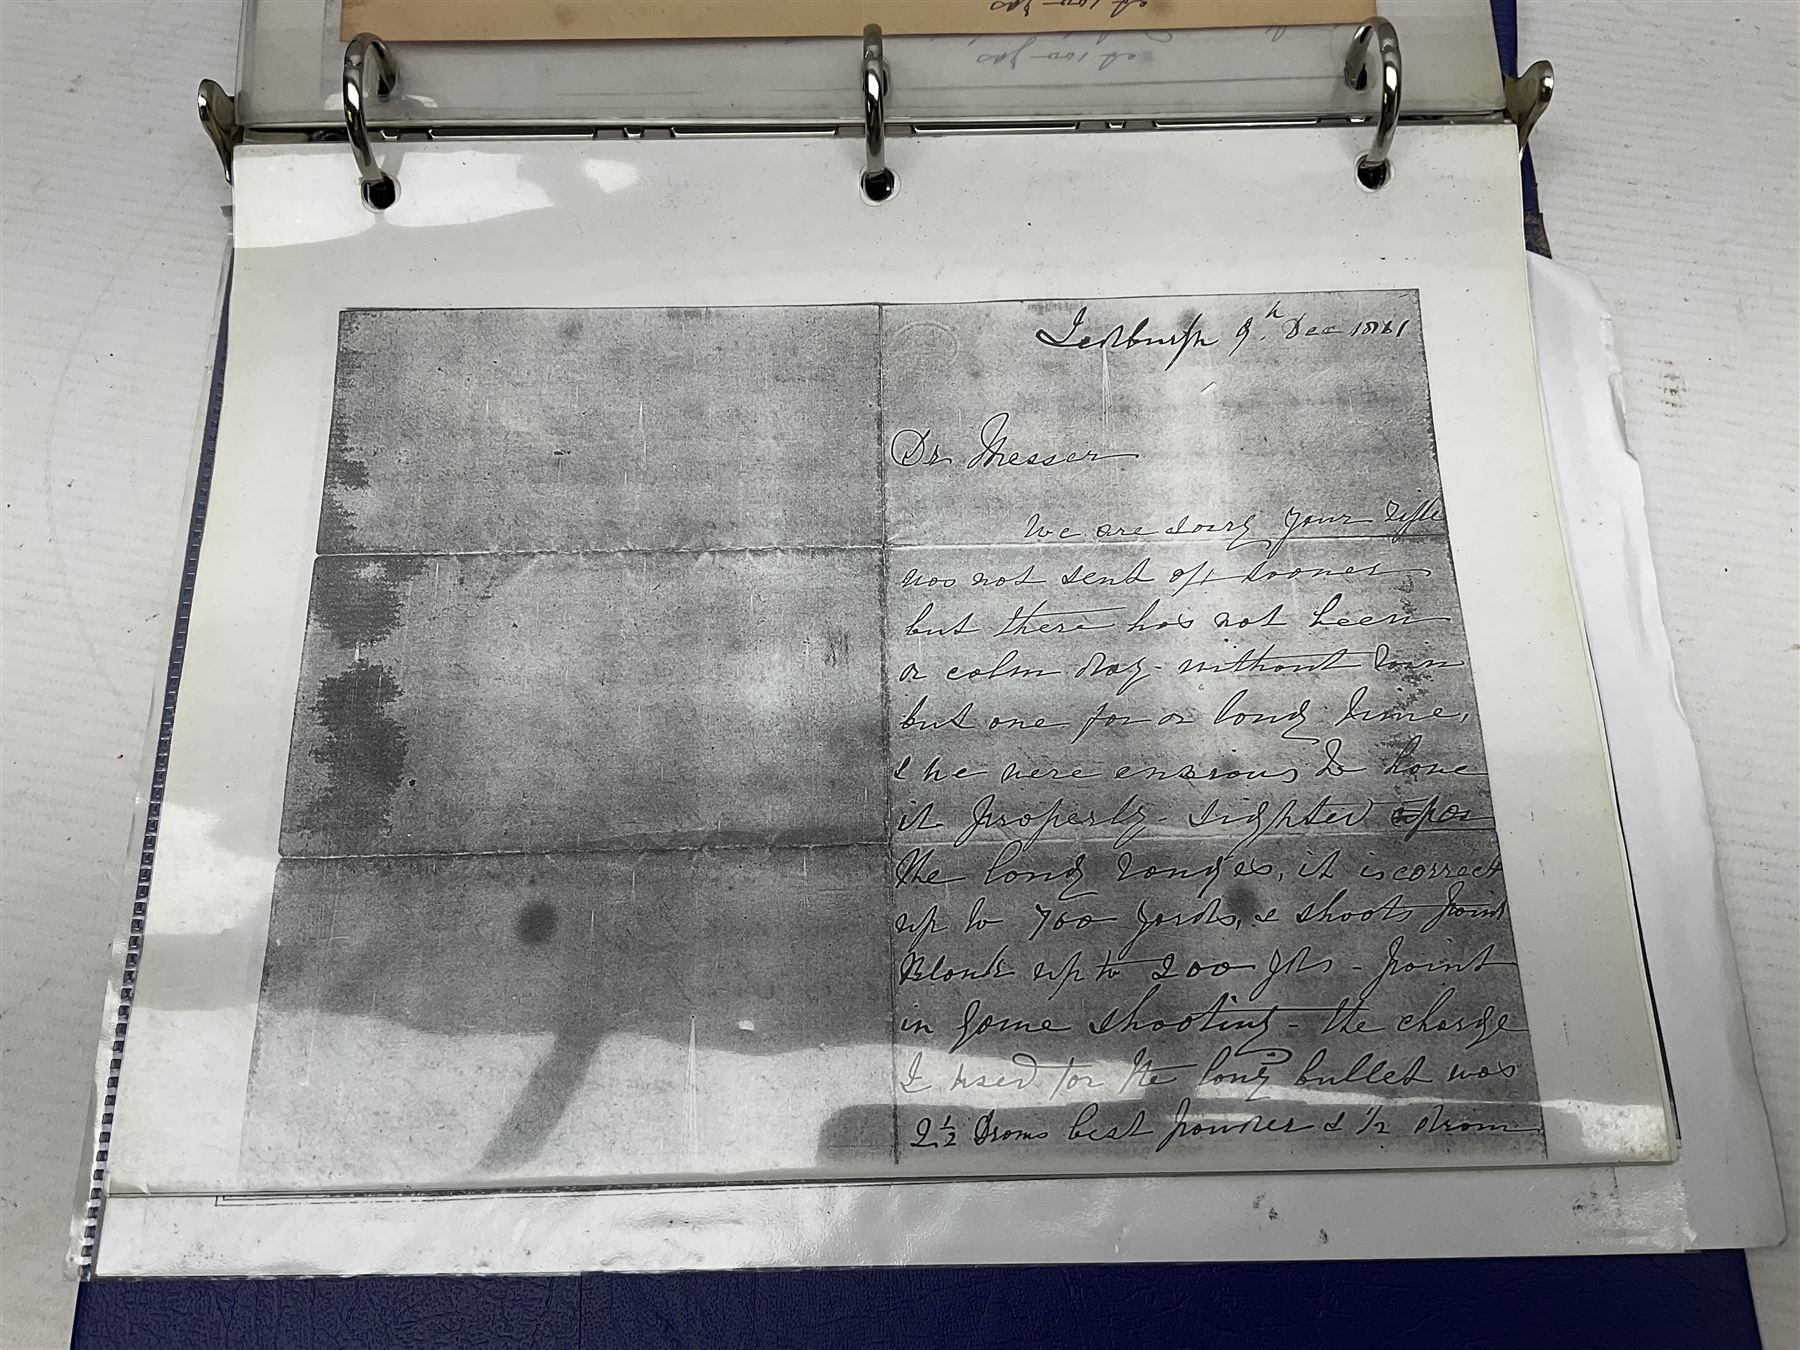 Jedburgh 9th Dec 1861
Dr Messer
We are sorry your rifle
was not sent off sooner
but there has not been
a calm day without rain
but one for a long time,
& we were anxious to have
it properly sighted upon
the long ranges, it is correct
up to 700 yards, & shoots point
Blank up to 200 yds - point
in game shooting - the charge
I used for the long bullet was
2½ drams best powder & ½ dram